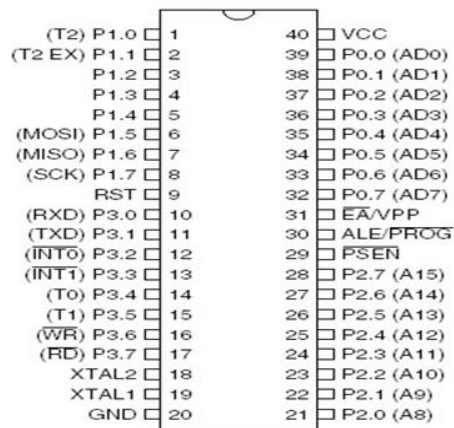 (T2) P1.0 1 40 VCC
(T2 EX) P1.1 2 39 P0.0 (AD0)
P1.2 3 38 P0.1 (AD1)
P1.3 4 37 P0.2 (AD2)
P1.4 5 36 P0.3 (AD3)
(MOSI) P1.5 6 35 P0.4 (AD4)
(MISO) P1.6 7 34 P0.5 (AD5)
(SCK) P1.7 8 33 P0.6 (AD6)
RST 9 32 P0.7 (AD7)
(RXD) P3.0 10 31 E̅A̅/VPP
(TXD) P3.1 11 30 ALE/P̅R̅O̅G̅
(I̅N̅T̅0̅) P3.2 12 29 P̅S̅E̅N̅
(I̅N̅T̅1̅) P3.3 13 28 P2.7 (A15)
(T0) P3.4 14 27 P2.6 (A14)
(T1) P3.5 15 26 P2.5 (A13)
(W̅R̅) P3.6 16 25 P2.4 (A12)
(R̅D̅) P3.7 17 24 P2.3 (A11)
XTAL2 18 23 P2.2 (A10)
XTAL1 19 22 P2.1 (A9)
GND 20 21 P2.0 (A8)